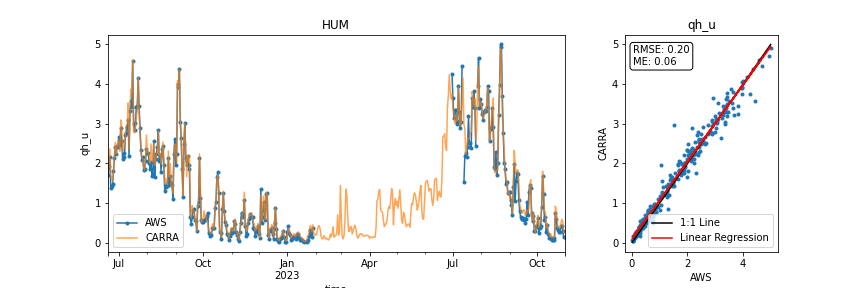 HUM
qh_u
5
4
3
2
1
0
Jul
Oct
Jan
2023
Apr
Jul
Oct
time
AWS
CARRA
qh_u
CARRA
5
4
3
2
1
0
0
2
4
AWS
RMSE: 0.20
ME: 0.06
1:1 Line
Linear Regression